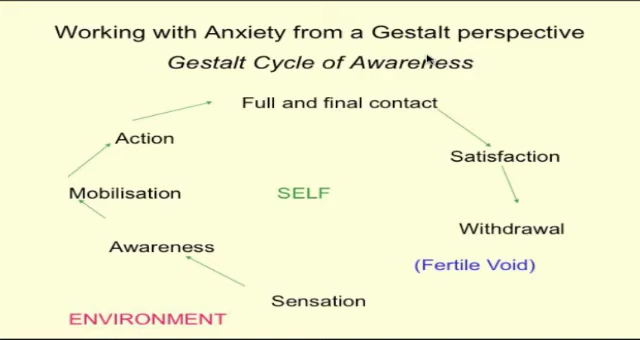 Working with Anxiety from a Gestalt perspective
Gestalt Cycle of Awareness
Full and final contact
Action
Satisfaction
Mobilisation
SELF
Withdrawal
Awareness
(Fertile Void)
Sensation
ENVIRONMENT